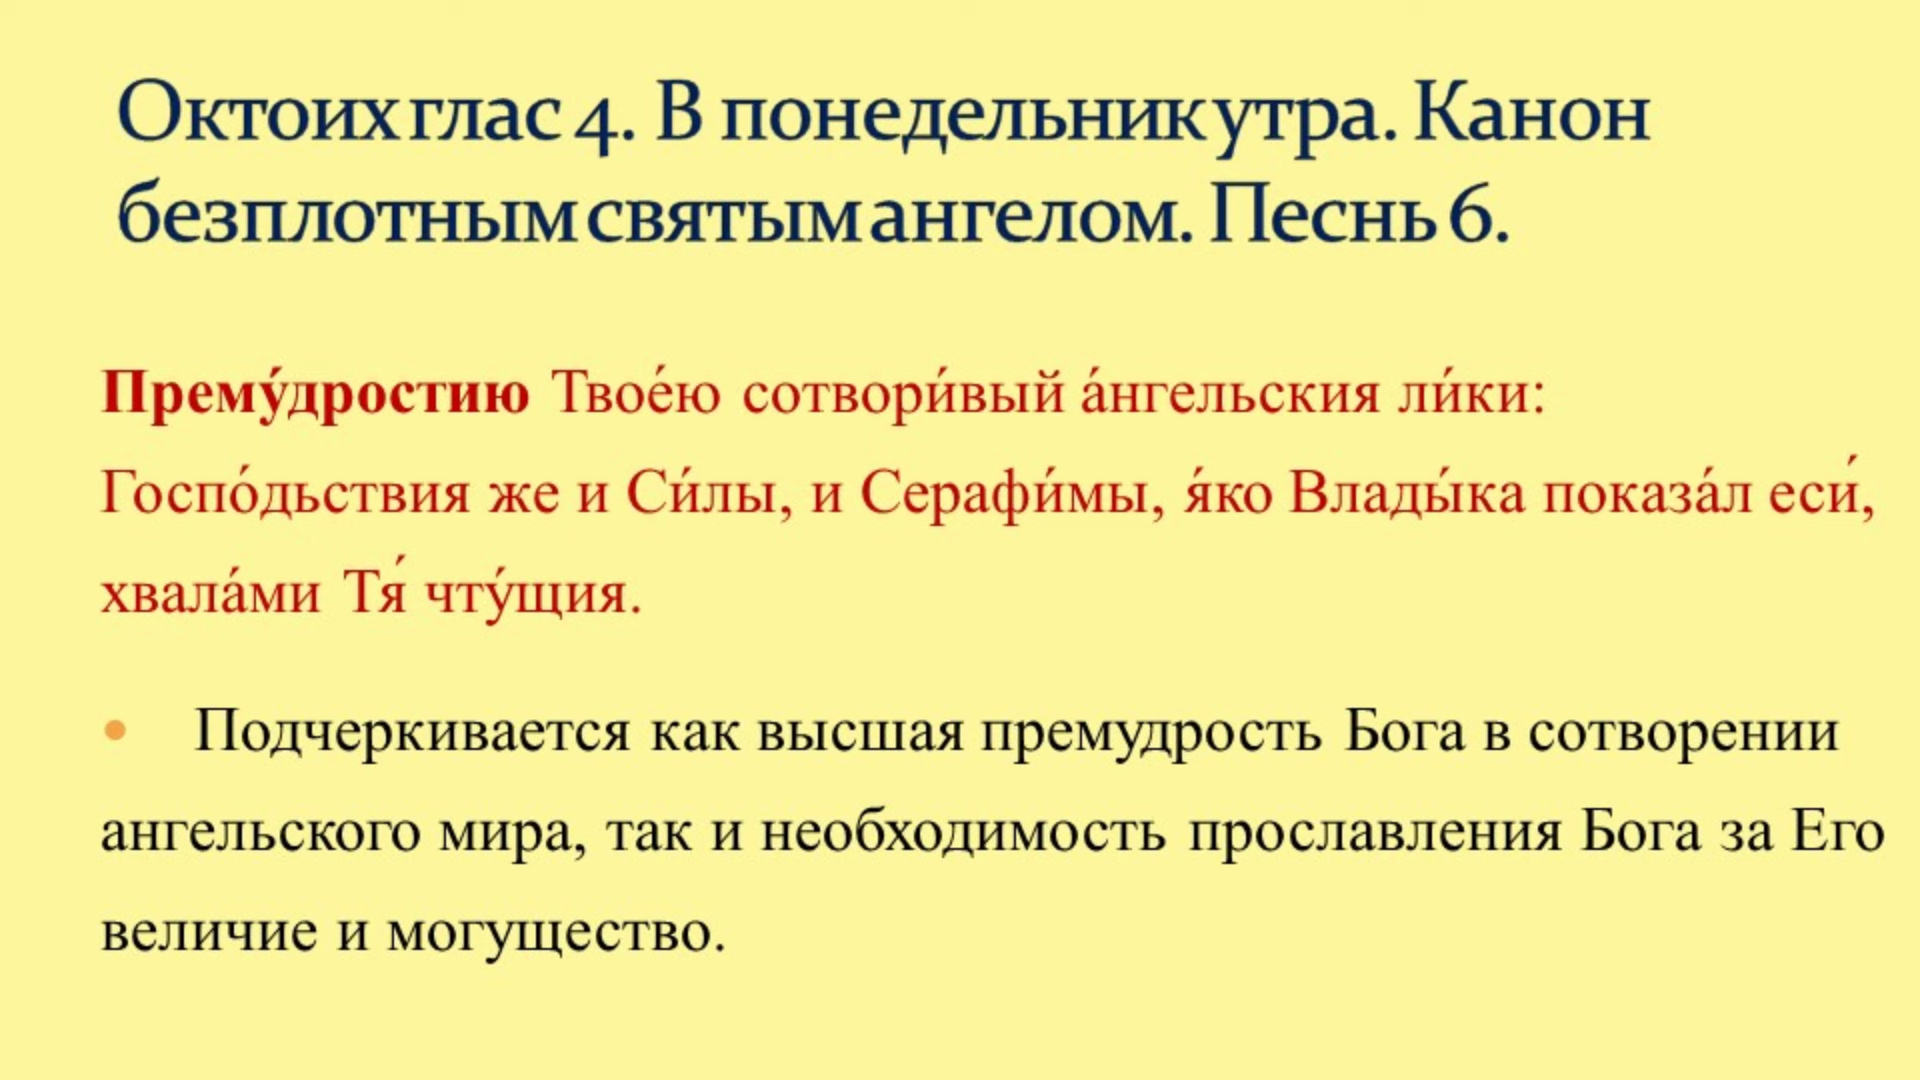 Октоих глас 4. В понедельник утра. Канон
безплотным святым ангелом. Песнь 6.
Прему́дростию Твое́ю сотвори́вый а́нгельския ли́ки:
Госпо́дьствия же и Си́лы, и Серафи́мы, я́ко Влады́ка показа́л еси́,
хвала́ми Тя́ чту́щия.
• Подчеркивается как высшая премудрость Бога в сотворении
ангельского мира, так и необходимость прославления Бога за Его
величие и могущество.